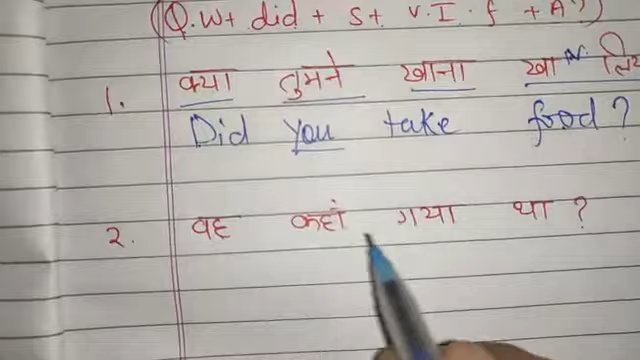 (Q.W+ did + S+ V.I.f + A?)
1. क्या तुमने खाना खा
Did you take food?
2. वह कहां गया था ?